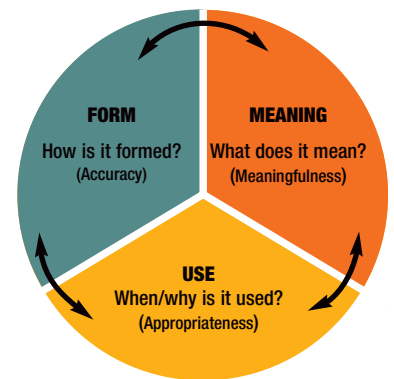 FORM
How is it formed?
(Accuracy)
MEANING
What does it mean?
(Meaningfulness)
USE
When/why is it used?
(Appropriateness)